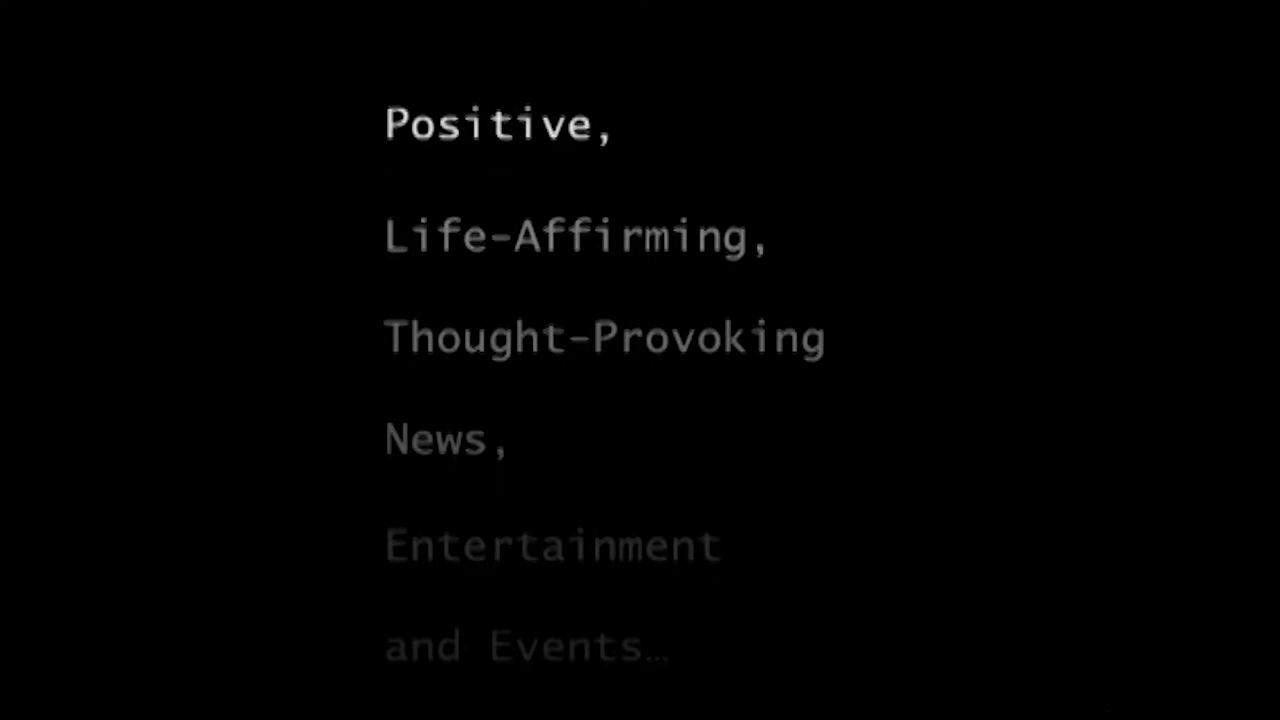 Positive,
Life-Affirming,
Thought-Provoking
News,
Entertainment
and Events…